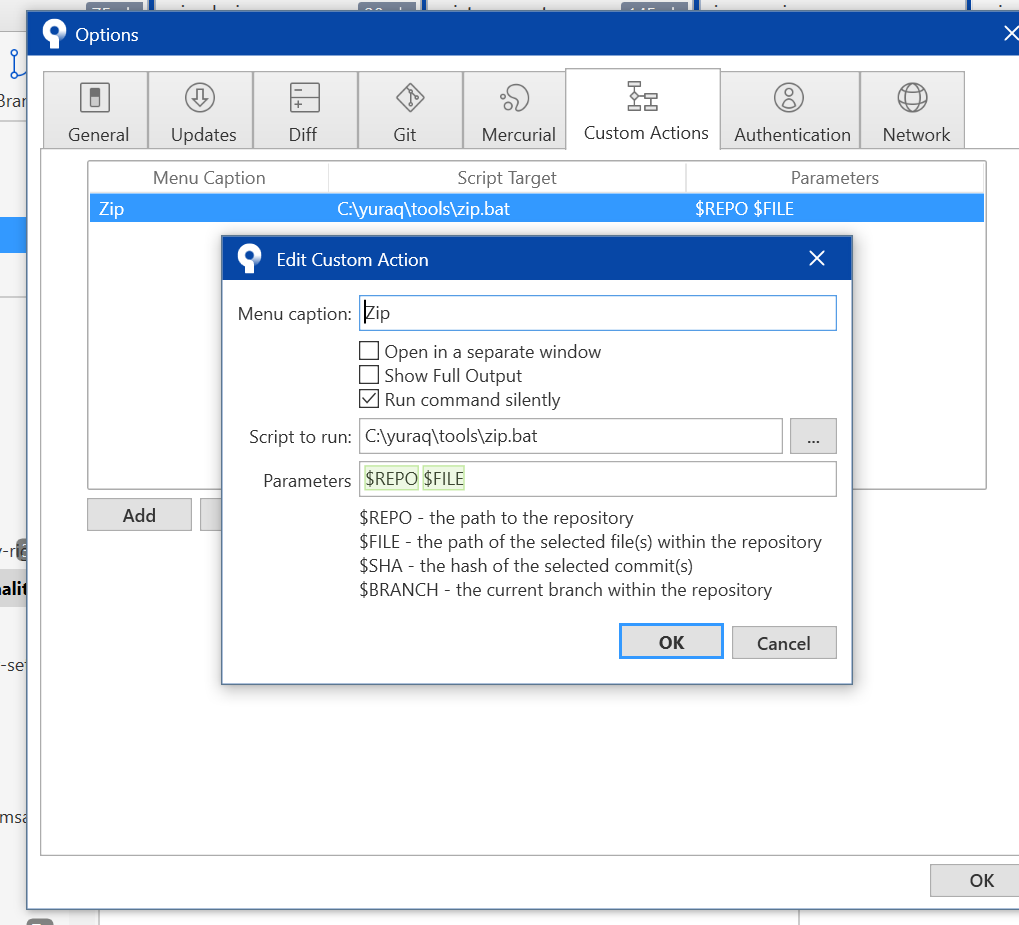 Options
General
Updates
Diff
Git
Mercurial
Custom Actions
Authentication
Network
Menu Caption Script Target Parameters
Zip C:\yuraq\tools\zip.bat $REPO $FILE
Edit Custom Action
Menu caption: Zip
Open in a separate window
Show Full Output
Run command silently
Script to run: C:\yuraq\tools\zip.bat ...
Parameters $REPO $FILE
$REPO - the path to the repository
$FILE - the path of the selected file(s) within the repository
$SHA - the hash of the selected commit(s)
$BRANCH - the current branch within the repository
OK Cancel
Add
OK